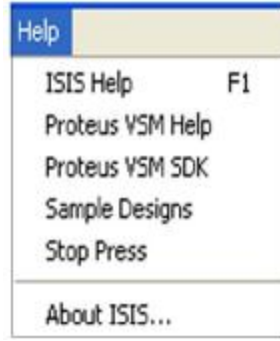 Help
ISIS Help F1
Proteus VSM Help
Proteus VSM SDK
Sample Designs
Stop Press
About ISIS...